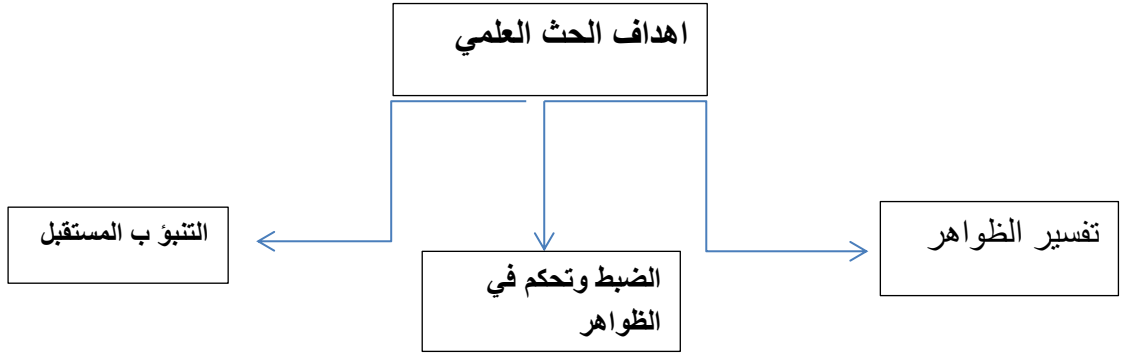 اهداف الحث العلمي
تفسير الظواهر
الضبط وتحكم في
الظواهر
التنبؤ ب المستقبل